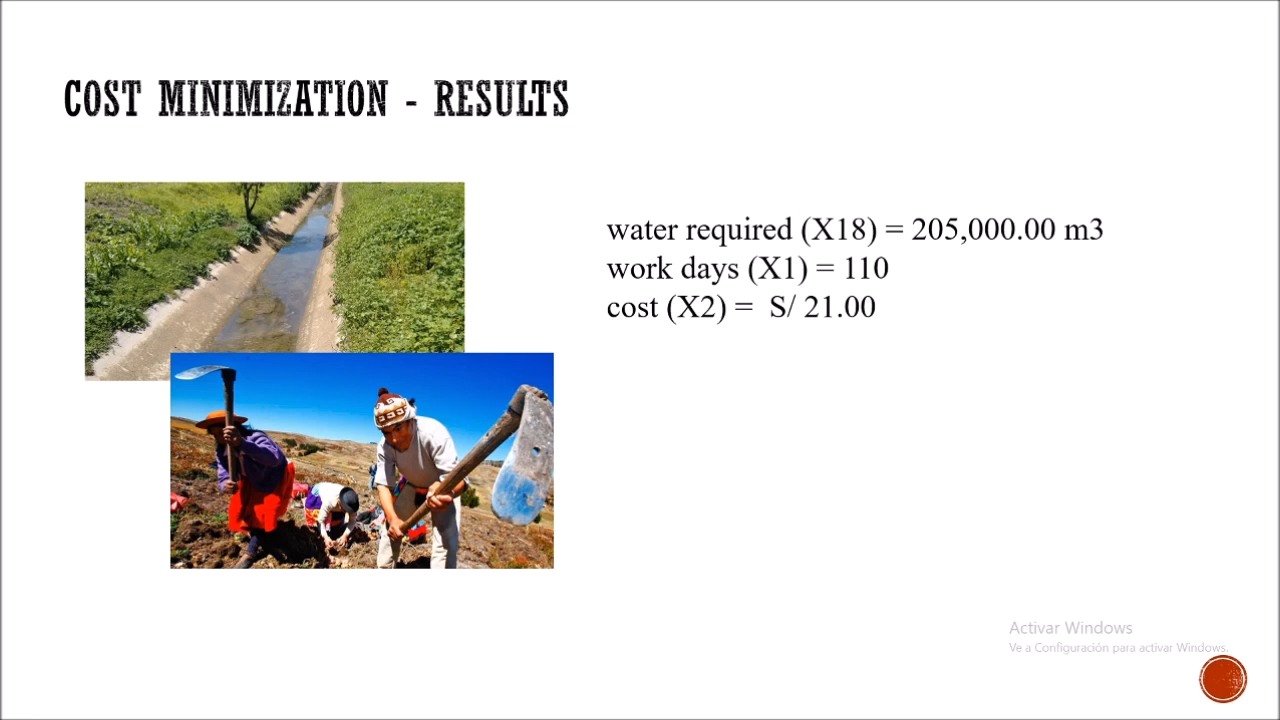 COST MINIMIZATION - RESULTS
water required (X18) = 205,000.00 m3
work days (X1) = 110
cost (X2) = S/ 21.00
Activar Windows
Ve a Configuración para activar Windows.